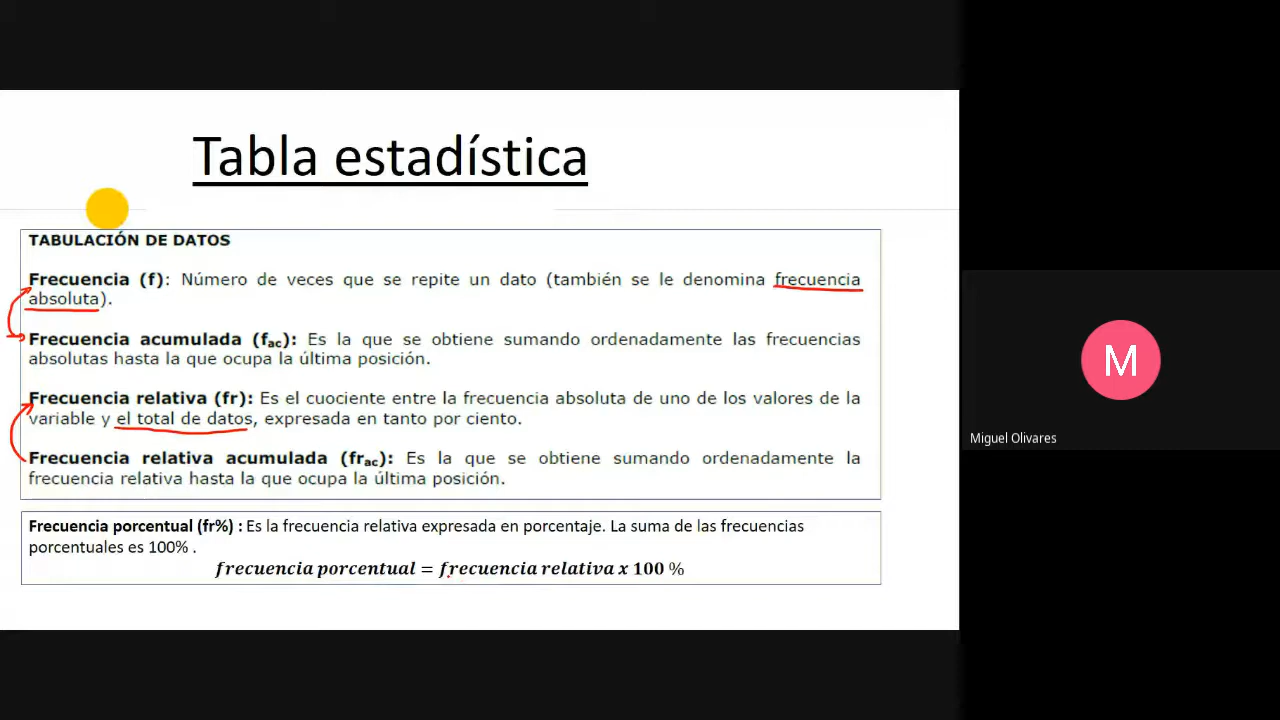 Tabla estadística
TABULACIÓN DE DATOS
Frecuencia (f): Número de veces que se repite un dato (también se le denomina frecuencia
absoluta).
Frecuencia acumulada (fac): Es la que se obtiene sumando ordenadamente las frecuencias
absolutas hasta la que ocupa la última posición.
Frecuencia relativa (fr): Es el cuociente entre la frecuencia absoluta de uno de los valores de la
variable y el total de datos, expresada en tanto por ciento.
Frecuencia relativa acumulada (frac): Es la que se obtiene sumando ordenadamente la
frecuencia relativa hasta la que ocupa la última posición.
Frecuencia porcentual (fr%) : Es la frecuencia relativa expresada en porcentaje. La suma de las frecuencias
porcentuales es 100% .
frecuencia porcentual = frecuencia relativa x 100 %
M
Miguel Olivares